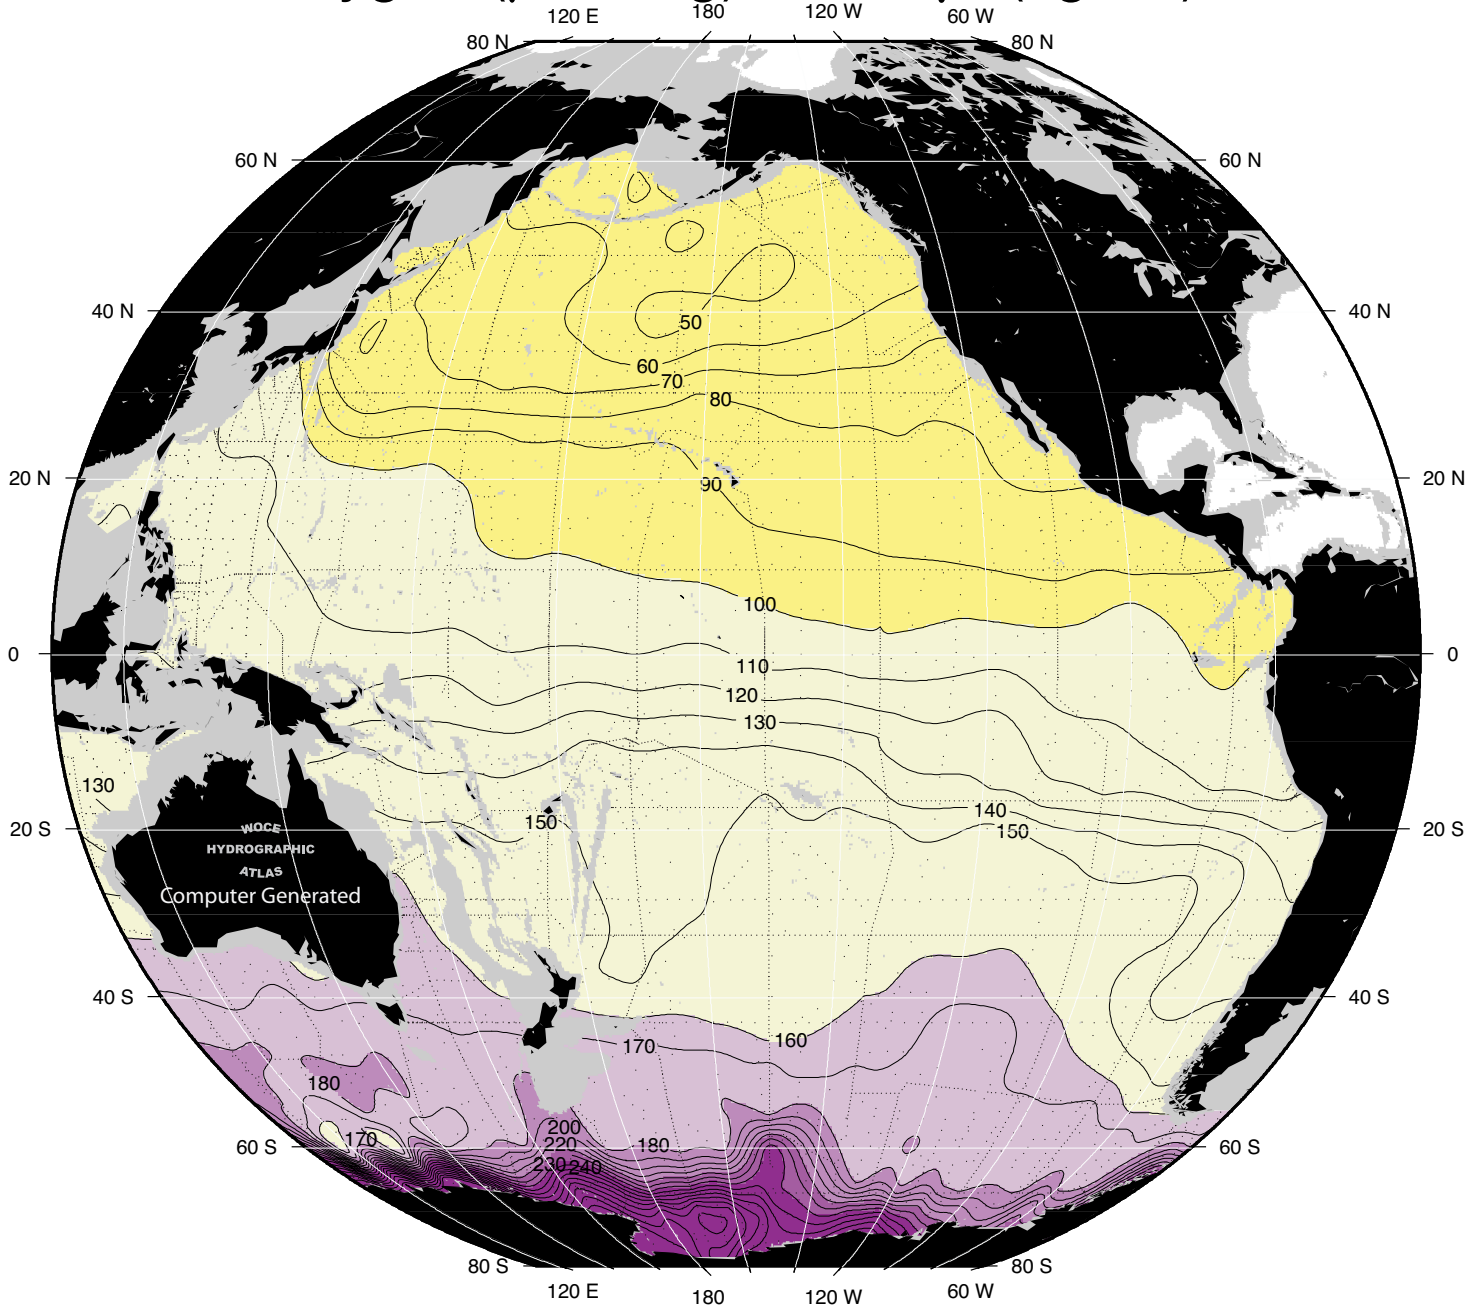 120 E 180 120 W 60 W
80 N 80 N
60 N 60 N
40 N 40 N
50
60
70
80
20 N 20 N
90
100
0 0
110
120
130
130
140
150 150
20 S 20 S
WOCE
HYDROGRAPHIC
ATLAS
Computer Generated
40 S 40 S
160
170
180
200
170 220 180
60 S 60 S
230 240
80 S 80 S
120 E 180 120 W 60 W